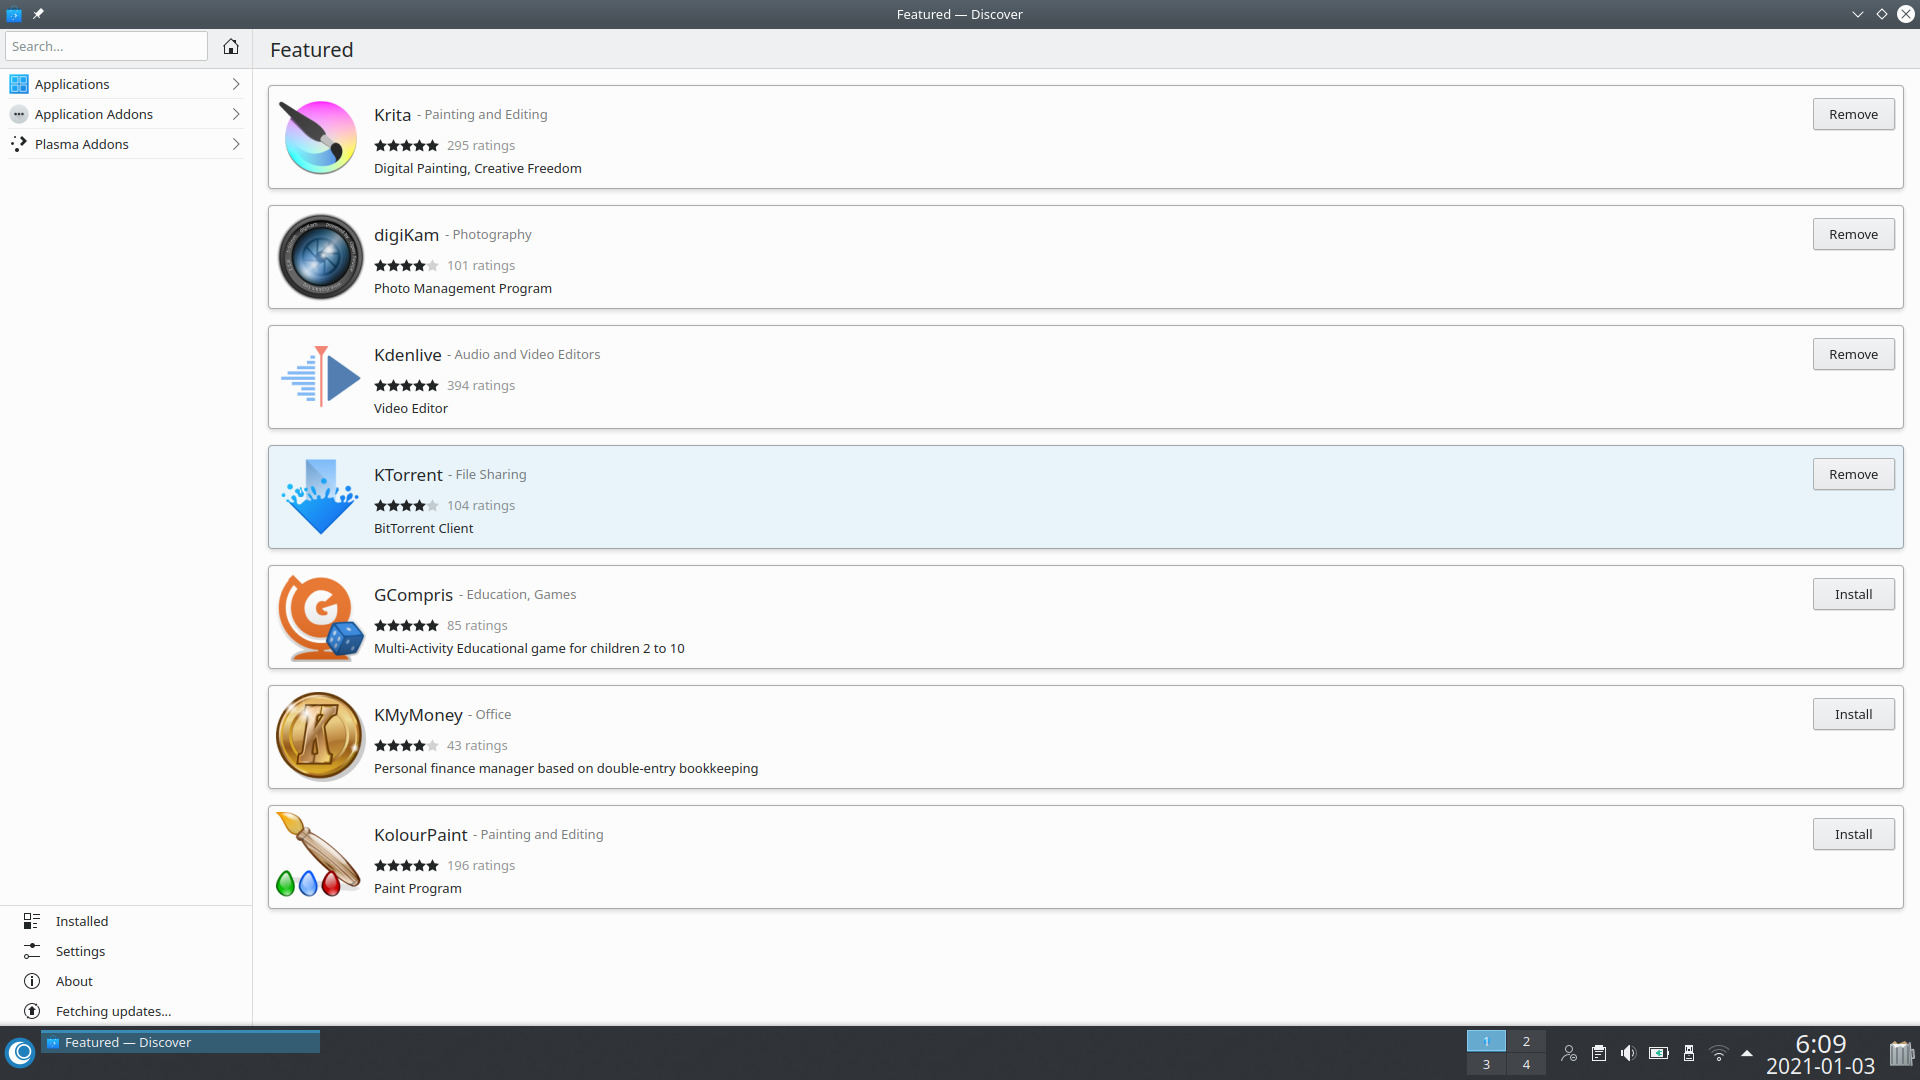 Featured — Discover
Search...
Featured
Applications
Application Addons
Plasma Addons
Krita - Painting and Editing
295 ratings
Digital Painting, Creative Freedom
Remove
digiKam - Photography
101 ratings
Photo Management Program
Remove
Kdenlive - Audio and Video Editors
394 ratings
Video Editor
Remove
KTorrent - File Sharing
104 ratings
BitTorrent Client
Remove
GCompris - Education, Games
85 ratings
Multi-Activity Educational game for children 2 to 10
Install
KMyMoney - Office
43 ratings
Personal finance manager based on double-entry bookkeeping
Install
KolourPaint - Painting and Editing
196 ratings
Paint Program
Install
Installed
Settings
About
Fetching updates...
Featured — Discover
1 2
3 4
6:09
2021-01-03